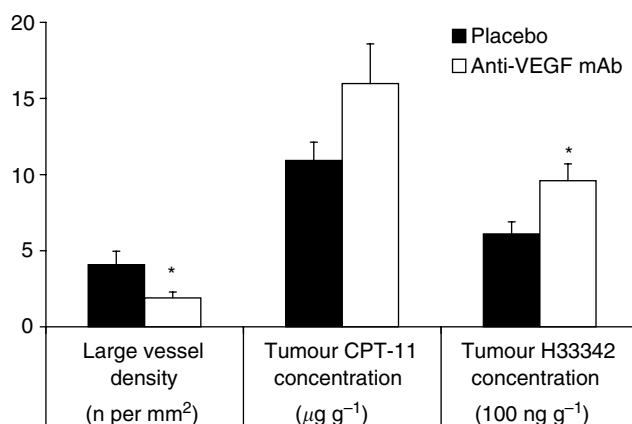 20
15
10
5
0
Placebo
Anti-VEGF mAb
*
*
Large vessel
density
(n per mm²)
Tumour CPT-11
concentration
(µg g⁻¹)
Tumour H33342
concentration
(100 ng g⁻¹)